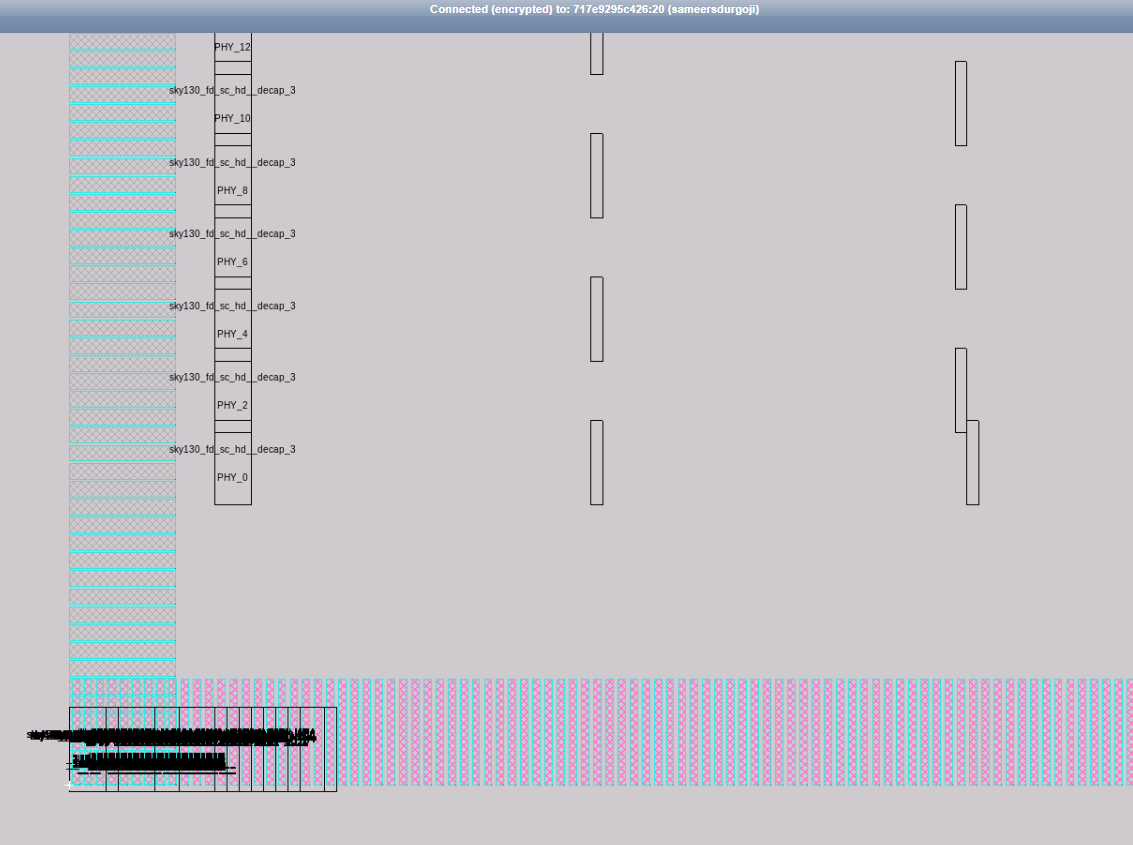 Connected (encrypted) to: 717e9295c426:20 (sameersdurgoji)
PHY_12
sky130_fd_sc_hd__decap_3
PHY_10
sky130_fd_sc_hd__decap_3
PHY_8
sky130_fd_sc_hd__decap_3
PHY_6
sky130_fd_sc_hd__decap_3
PHY_4
sky130_fd_sc_hd__decap_3
PHY_2
sky130_fd_sc_hd__decap_3
PHY_0